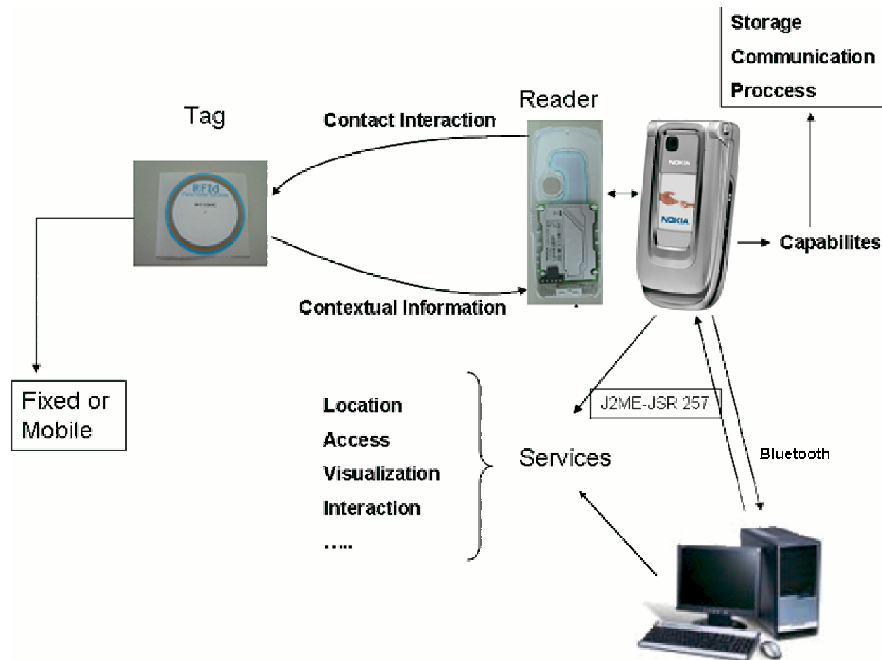 Storage
Communication
Proccess
Tag
Reader
Contact Interaction
RFId
NOKIA
NOKIA
Capabilites
Contextual Information
Fixed or
Mobile
Location
Access
Visualization
Interaction
.....
J2ME-JSR 257
Services
Bluetooth